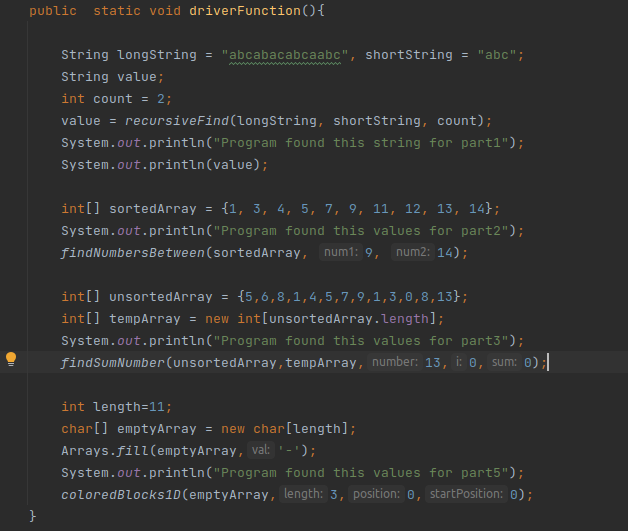 public  static void driverFunction(){
String longString = "abcabacabcaabc", shortString = "abc";
String value;
int count = 2;
value = recursiveFind(longString, shortString, count);
System.out.println("Program found this string for part1");
System.out.println(value);
int[] sortedArray = {1, 3, 4, 5, 7, 9, 11, 12, 13, 14};
System.out.println("Program found this values for part2");
findNumbersBetween(sortedArray, num1: 9, num2: 14);
int[] unsortedArray = {5,6,8,1,4,5,7,9,1,3,0,8,13};
int[] tempArray = new int[unsortedArray.length];
System.out.println("Program found this values for part3");
findSumNumber(unsortedArray,tempArray, number: 13, i: 0, sum: 0);
int length=11;
char[] emptyArray = new char[length];
Arrays.fill(emptyArray, val: '-');
System.out.println("Program found this values for part5");
coloredBlocks1D(emptyArray, length: 3, position: 0, startPosition: 0);
}